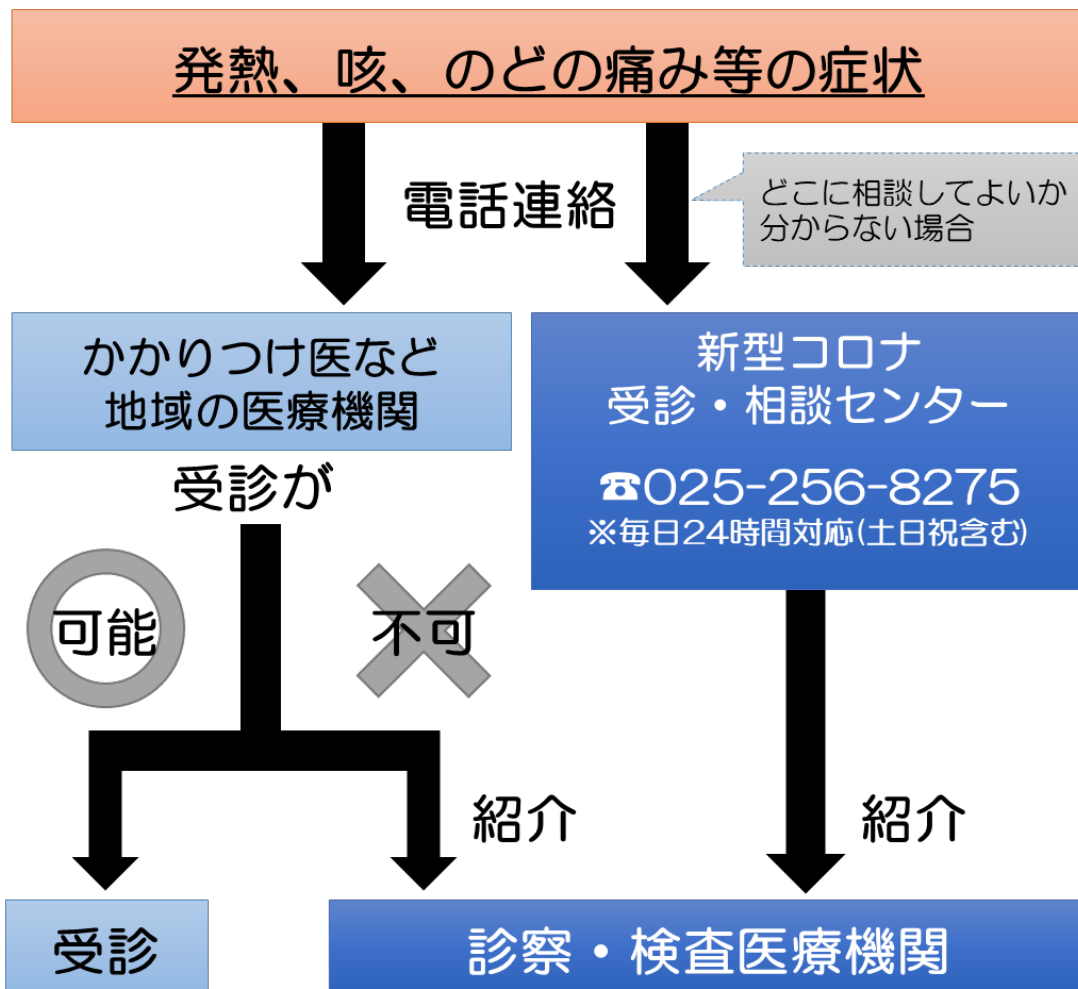 発熱、咳、のどの痛み等の症状
電話連絡
どこに相談してよいか
分からない場合
かかりつけ医など
地域の医療機関
新型コロナ
受診・相談センター
☎025-256-8275
※毎日24時間対応(土日祝含む)
受診が
可能
不可
紹介
紹介
受診
診察・検査医療機関